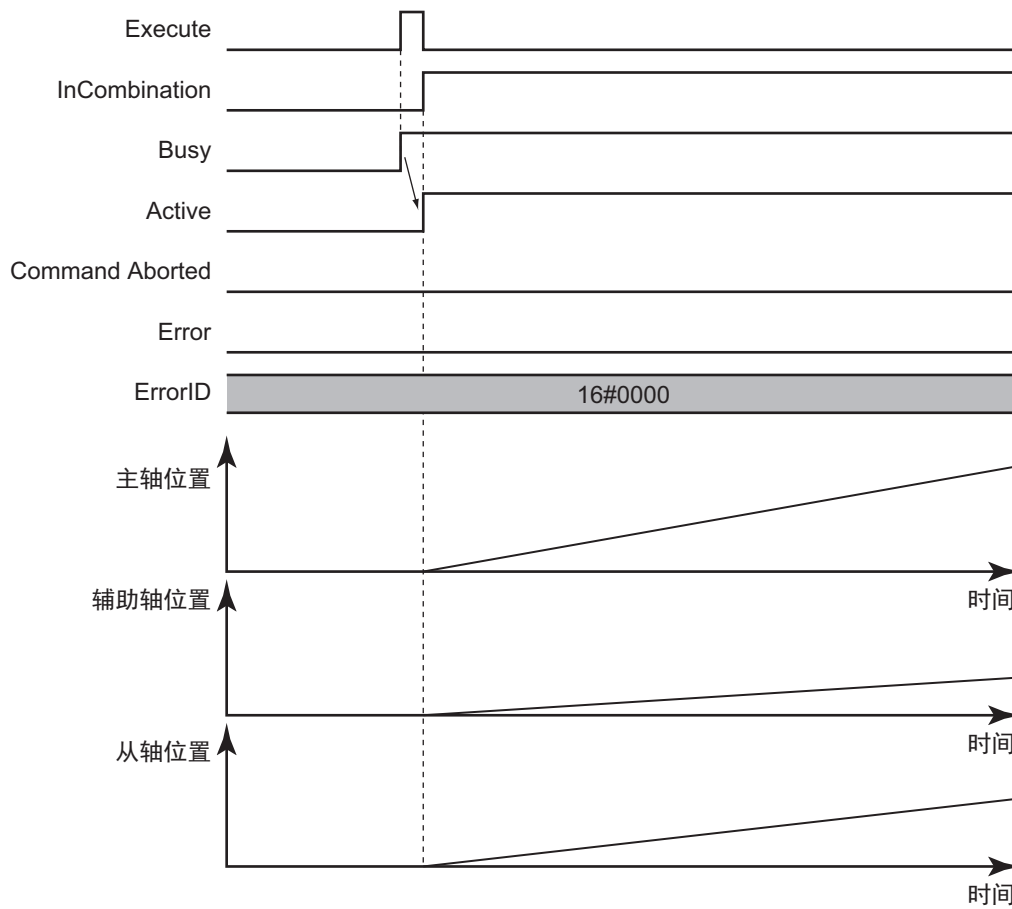 Execute
InCombination
Busy
Active
Command Aborted
Error
ErrorID
16#0000
主轴位置
时间
辅助轴位置
时间
从轴位置
时间